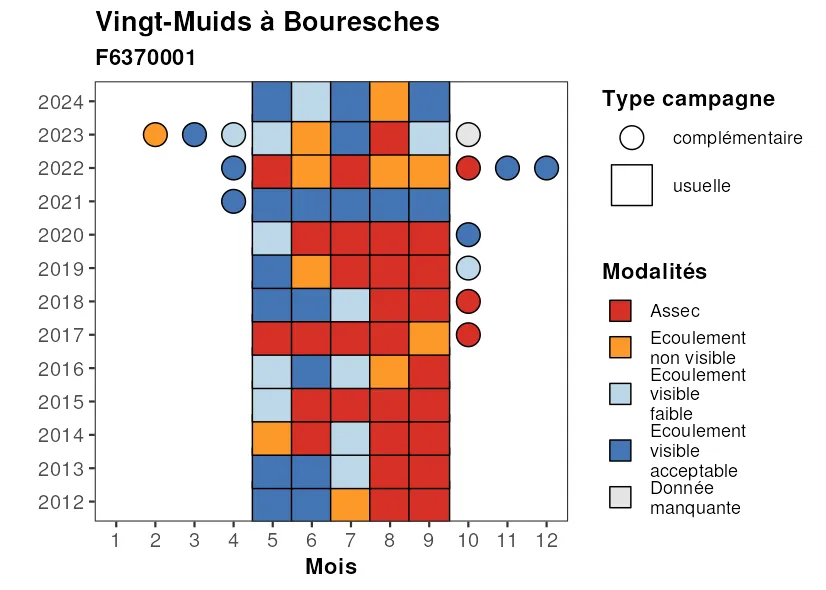 Vingt-Muids à Bouresches
F6370001
2024
2023
2022
2021
2020
2019
2018
2017
2016
2015
2014
2013
2012
1 2 3 4 5 6 7 8 9 10 11 12
Mois
Type campagne
complémentaire
usuelle
Modalités
Assec
Ecoulement
non visible
Ecoulement
visible
faible
Ecoulement
visible
acceptable
Donnée
manquante